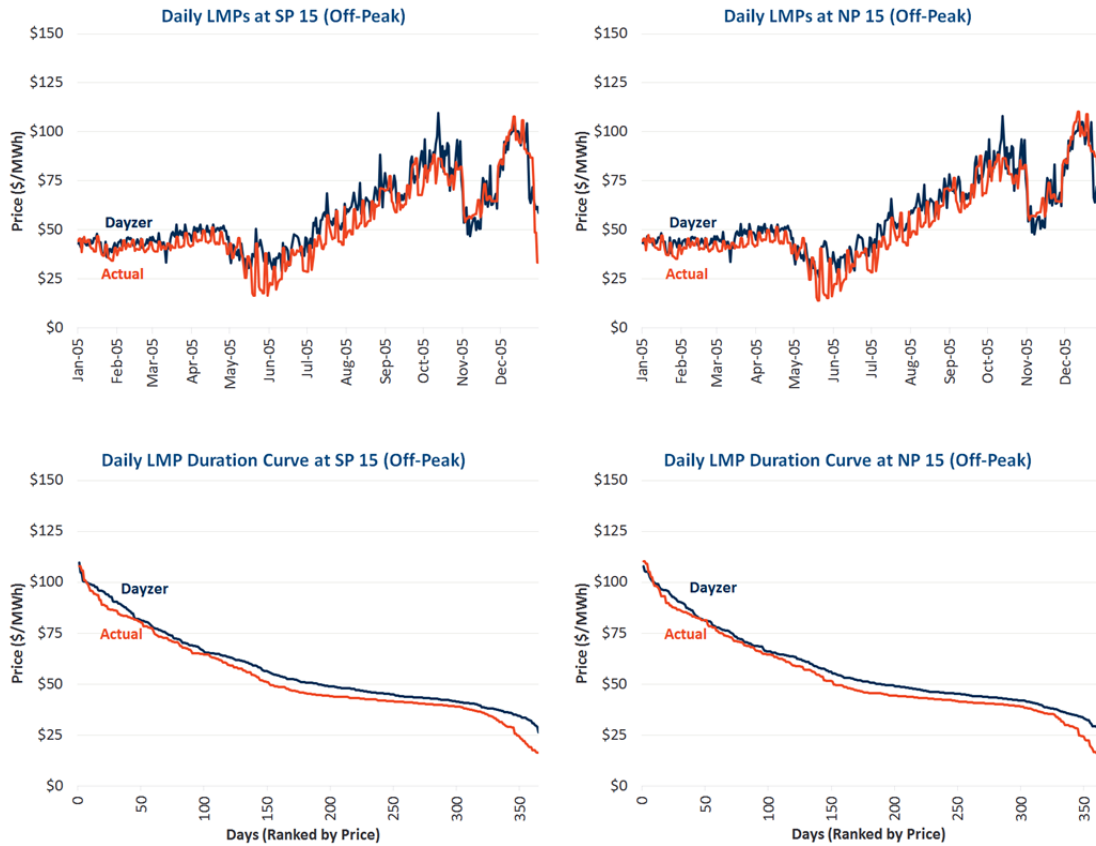 Daily LMPs at SP 15 (Off-Peak)
Price ($/MWh)
$150
$125
$100
$75
$50
$25
$0
Dayzer
Actual
Jan-05
Feb-05
Mar-05
Apr-05
May-05
Jun-05
Jul-05
Aug-05
Sep-05
Oct-05
Nov-05
Dec-05
Daily LMPs at NP 15 (Off-Peak)
Price ($/MWh)
$150
$125
$100
$75
$50
$25
$0
Dayzer
Actual
Jan-05
Feb-05
Mar-05
Apr-05
May-05
Jun-05
Jul-05
Aug-05
Sep-05
Oct-05
Nov-05
Dec-05
Daily LMP Duration Curve at SP 15 (Off-Peak)
Price ($/MWh)
$150
$125
$100
$75
$50
$25
$0
Dayzer
Actual
0
50
100
150
200
250
300
350
Days (Ranked by Price)
Daily LMP Duration Curve at NP 15 (Off-Peak)
Price ($/MWh)
$150
$125
$100
$75
$50
$25
$0
Dayzer
Actual
0
50
100
150
200
250
300
350
Days (Ranked by Price)